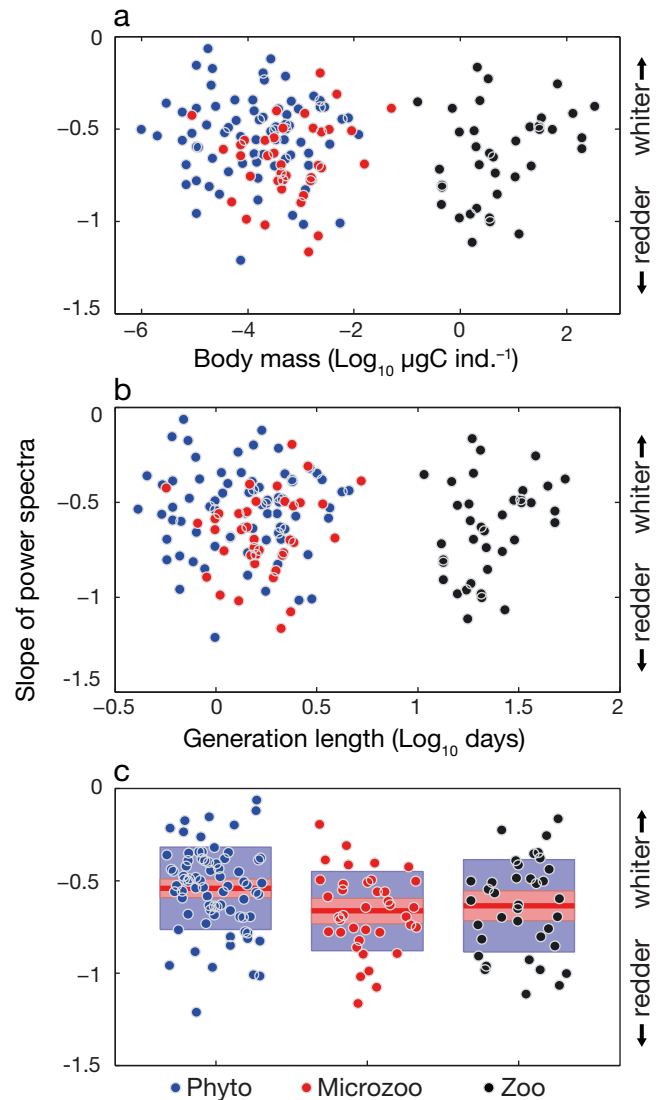 a
0
−0.5
−1
−1.5
−6
−4
−2
0
2
Body mass (Log10 µgC ind.−1)
whiter
redder
b
0
-0.5
-1
-1.5
−0.5
0
0.5
1
1.5
2
Generation length (Log10 days)
Slope of power spectra
whiter
redder
c
0
−0.5
−1
-1.5
whiter
redder
Phyto
Microzoo
Zoo